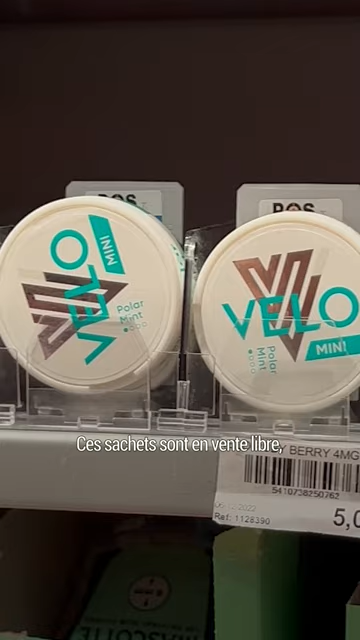 POS
POS
VELO
MINI
Polar
Mint
VELO
MINI
Polar
Mint
Ces sachets sont en vente libre,
Y BERRY 4MG
5410738250762
Ref: 1128390
5,0